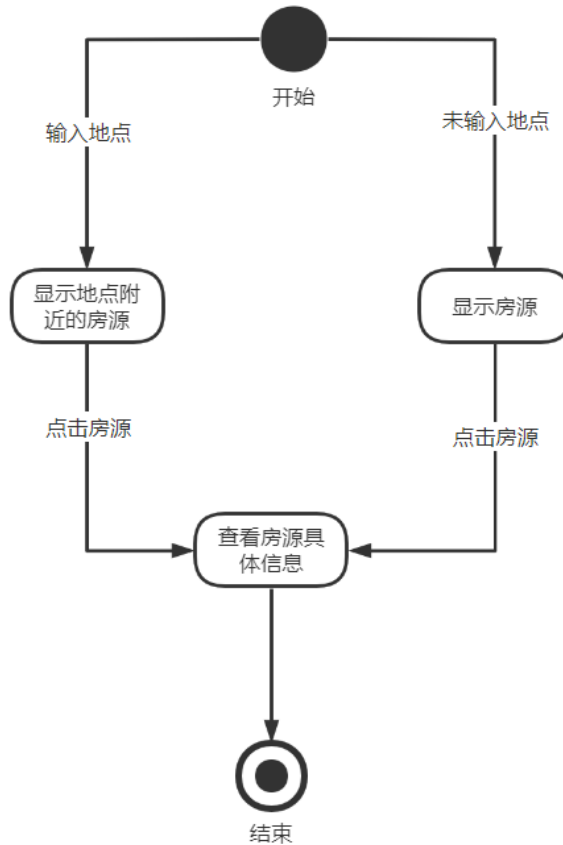 开始
输入地点
未输入地点
显示地点附
近的房源
显示房源
点击房源
点击房源
查看房源具
体信息
结束